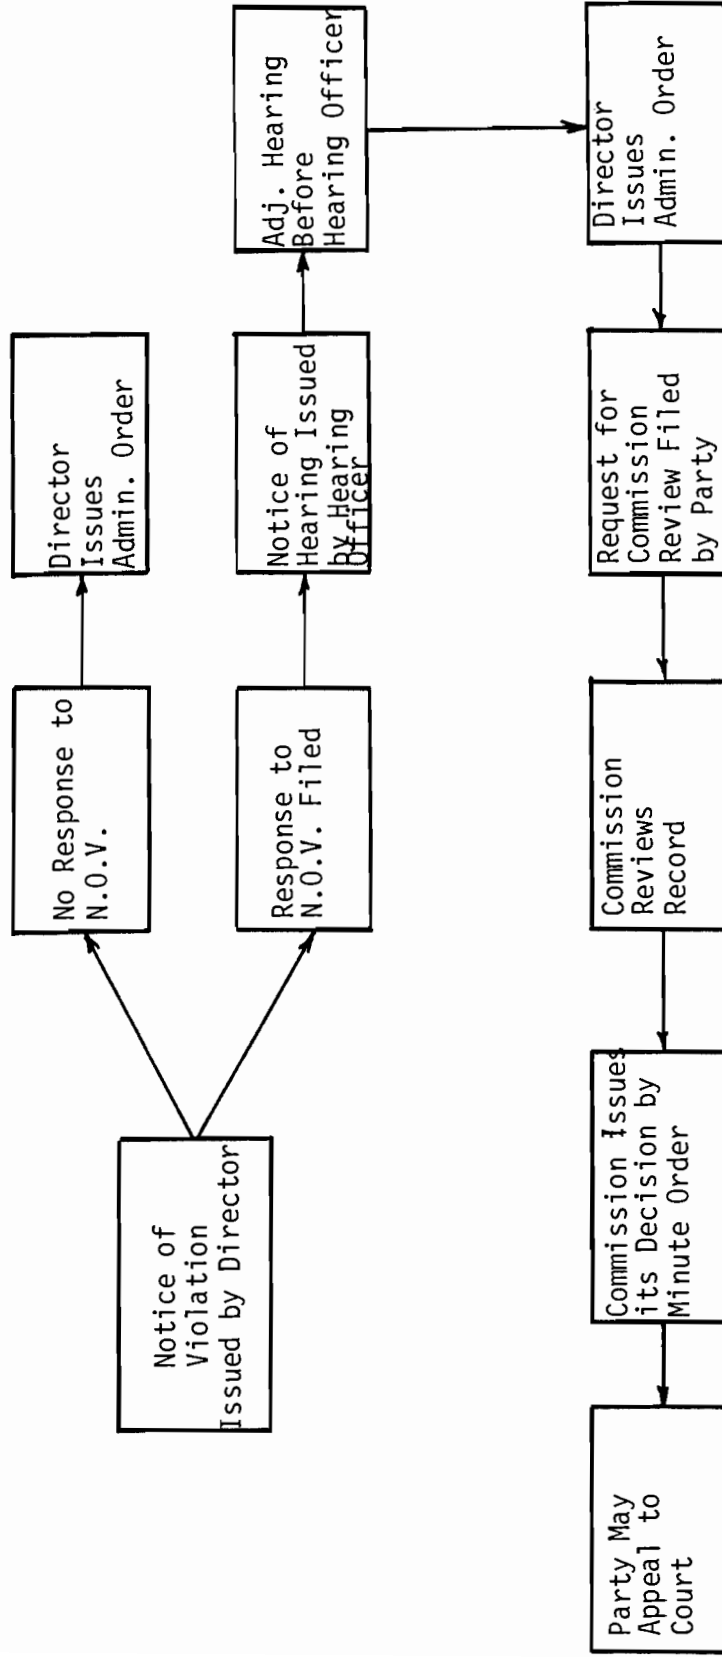 Notice of
Violation
Issued by Director
No Response to
N.O.V.
Director
Issues
Admin. Order
Response to
N.O.V. Filed
Notice of
Hearing Issued
by Hearing
Officer
Adj. Hearing
Before
Hearing Officer
Director
Issues
Admin. Order
Request for
Commission
Review Filed
by Party
Commission
Reviews
Record
Commission Issues
its Decision by
Minute Order
Party May
Appeal to
Court